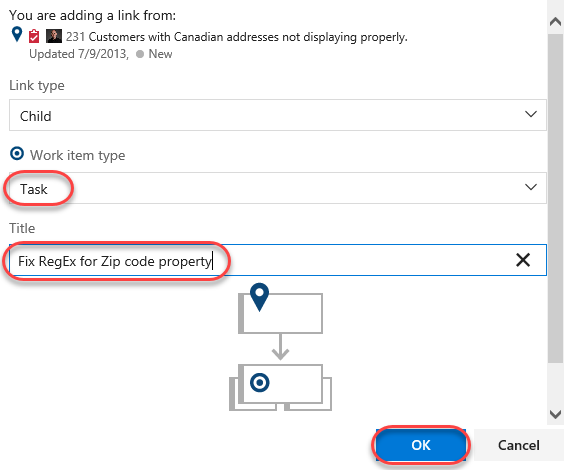 You are adding a link from:
231 Customers with Canadian addresses not displaying properly.
Updated 7/9/2013, New
Link type
Child
Work item type
Task
Title
Fix RegEx for Zip code property
OK Cancel